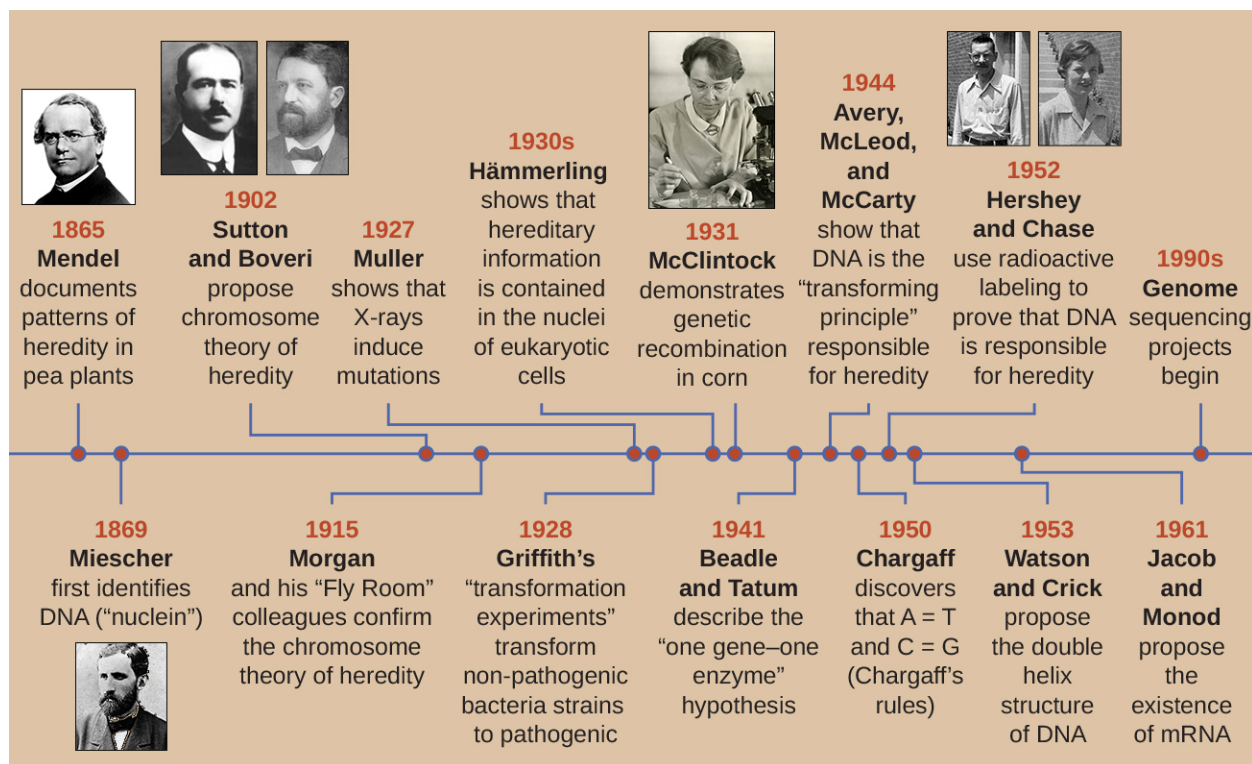 1865
Mendel
documents
patterns of
heredity in
pea plants
1902
Sutton
and Boveri
propose
chromosome
theory of
heredity
1927
Muller
shows that
X-rays
induce
mutations
1930s
Hämmerling
shows that
hereditary
information
is contained
in the nuclei
of eukaryotic
cells
1931
McClintock
demonstrates
genetic
recombination
in corn
1944
Avery,
McLeod,
and
McCarty
show that
DNA is the
“transforming
principle”
responsible
for heredity
1952
Hershey
and Chase
use radioactive
labeling to
prove that DNA
is responsible
for heredity
1990s
Genome
sequencing
projects
begin
1869
Miescher
first identifies
DNA (“nuclein”)
1915
Morgan
and his “Fly Room”
colleagues confirm
the chromosome
theory of heredity
1928
Griffith’s
“transformation
experiments”
transform
non-pathogenic
bacteria strains
to pathogenic
1941
Beadle
and Tatum
describe the
“one gene–one
enzyme”
hypothesis
1950
Chargaff
discovers
that A = T
and C = G
(Chargaff’s
rules)
1953
Watson
and Crick
propose
the double
helix
structure
of DNA
1961
Jacob
and
Monod
propose
the
existence
of mRNA